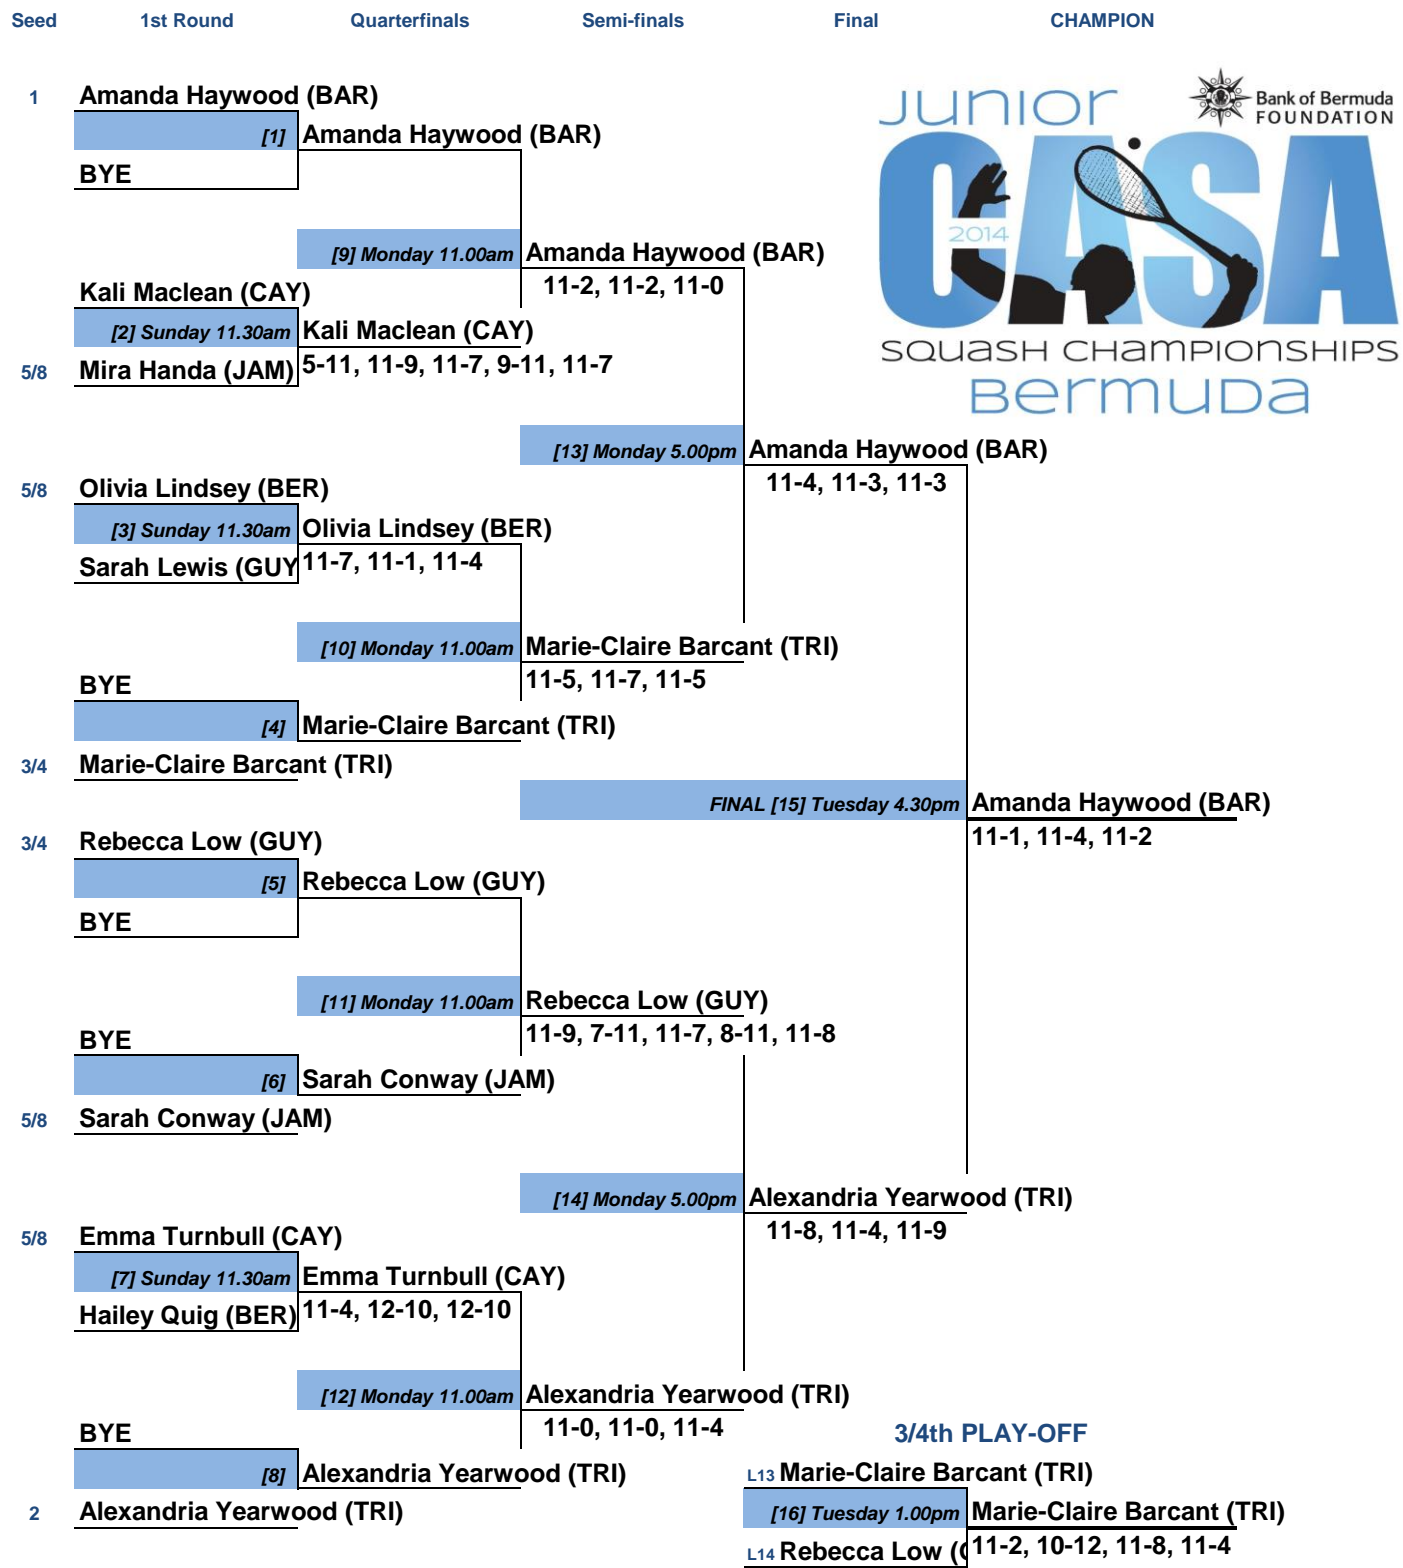 Seed 1st Round Quarterfinals Semi-finals Final CHAMPION
JUNIOR
Bank of Bermuda
FOUNDATION
CASA
2014
SQUASH CHAMPIONSHIPS
BERMUDA
1 Amanda Haywood (BAR)
[1] Amanda Haywood (BAR)
BYE
[9] Monday 11.00am Amanda Haywood (BAR)
11-2, 11-2, 11-0
Kali Maclean (CAY)
[2] Sunday 11.30am Kali Maclean (CAY)
5/8 Mira Handa (JAM) 5-11, 11-9, 11-7, 9-11, 11-7
[13] Monday 5.00pm Amanda Haywood (BAR)
11-4, 11-3, 11-3
5/8 Olivia Lindsey (BER)
[3] Sunday 11.30am Olivia Lindsey (BER)
Sarah Lewis (GUY 11-7, 11-1, 11-4
[10] Monday 11.00am Marie-Claire Barcant (TRI)
11-5, 11-7, 11-5
BYE
[4] Marie-Claire Barcant (TRI)
3/4 Marie-Claire Barcant (TRI)
FINAL [15] Tuesday 4.30pm Amanda Haywood (BAR)
11-1, 11-4, 11-2
3/4 Rebecca Low (GUY)
[5] Rebecca Low (GUY)
BYE
[11] Monday 11.00am Rebecca Low (GUY)
11-9, 7-11, 11-7, 8-11, 11-8
BYE
[6] Sarah Conway (JAM)
5/8 Sarah Conway (JAM)
[14] Monday 5.00pm Alexandria Yearwood (TRI)
11-8, 11-4, 11-9
5/8 Emma Turnbull (CAY)
[7] Sunday 11.30am Emma Turnbull (CAY)
Hailey Quig (BER) 11-4, 12-10, 12-10
[12] Monday 11.00am Alexandria Yearwood (TRI)
11-0, 11-0, 11-4
BYE
[8] Alexandria Yearwood (TRI)
2 Alexandria Yearwood (TRI)
3/4th PLAY-OFF
L13 Marie-Claire Barcant (TRI)
[16] Tuesday 1.00pm Marie-Claire Barcant (TRI)
L14 Rebecca Low ( 11-2, 10-12, 11-8, 11-4